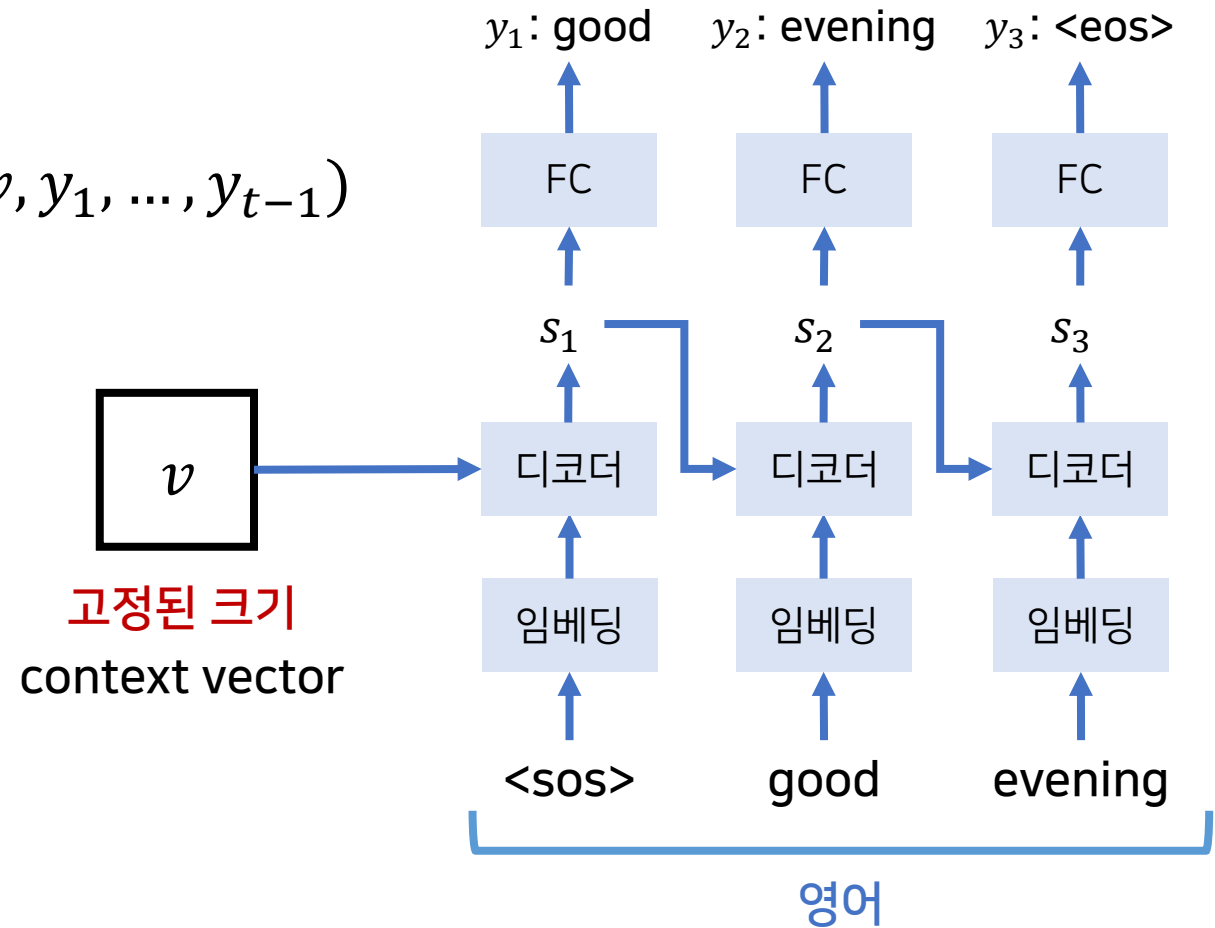 y₁: good y₂: evening y₃: <eos>
FC FC FC
, y₁, … , yₜ₋₁)
s₁ s₂ s₃
v 디코더 디코더 디코더
고정된 크기
context vector
임베딩 임베딩 임베딩
<sos> good evening
영어